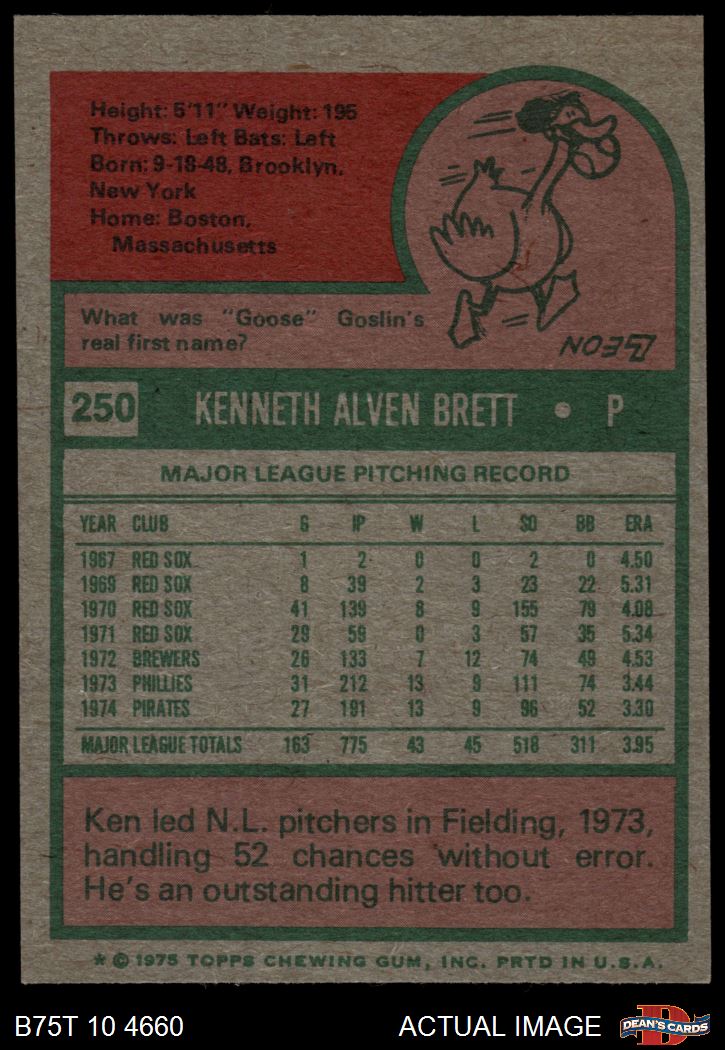 Height: 5'11" Weight: 195
Throws: Left Bats: Left
Born: 9-18-48, Brooklyn,
New York
Home: Boston,
Massachusetts
What was "Goose" Goslin's
real first name?
LEON
250 KENNETH ALVEN BRETT • P
MAJOR LEAGUE PITCHING RECORD
YEAR CLUB G IP W L SO BB ERA
1967 RED SOX 1 2 0 0 2 0 4.50
1969 RED SOX 8 39 2 3 23 22 5.31
1970 RED SOX 41 139 8 9 155 79 4.08
1971 RED SOX 29 59 0 3 57 35 5.34
1972 BREWERS 26 133 7 12 74 49 4.53
1973 PHILLIES 31 212 13 9 111 74 3.44
1974 PIRATES 27 191 13 9 96 52 3.30
MAJOR LEAGUE TOTALS 163 775 43 45 518 311 3.95
Ken led N.L. pitchers in Fielding, 1973,
handling 52 chances without error.
He's an outstanding hitter too.
* © 1975 TOPPS CHEWING GUM, INC. PRTD IN U.S.A.
B75T 10 4660 ACTUAL IMAGE D DEAN'S CARDS